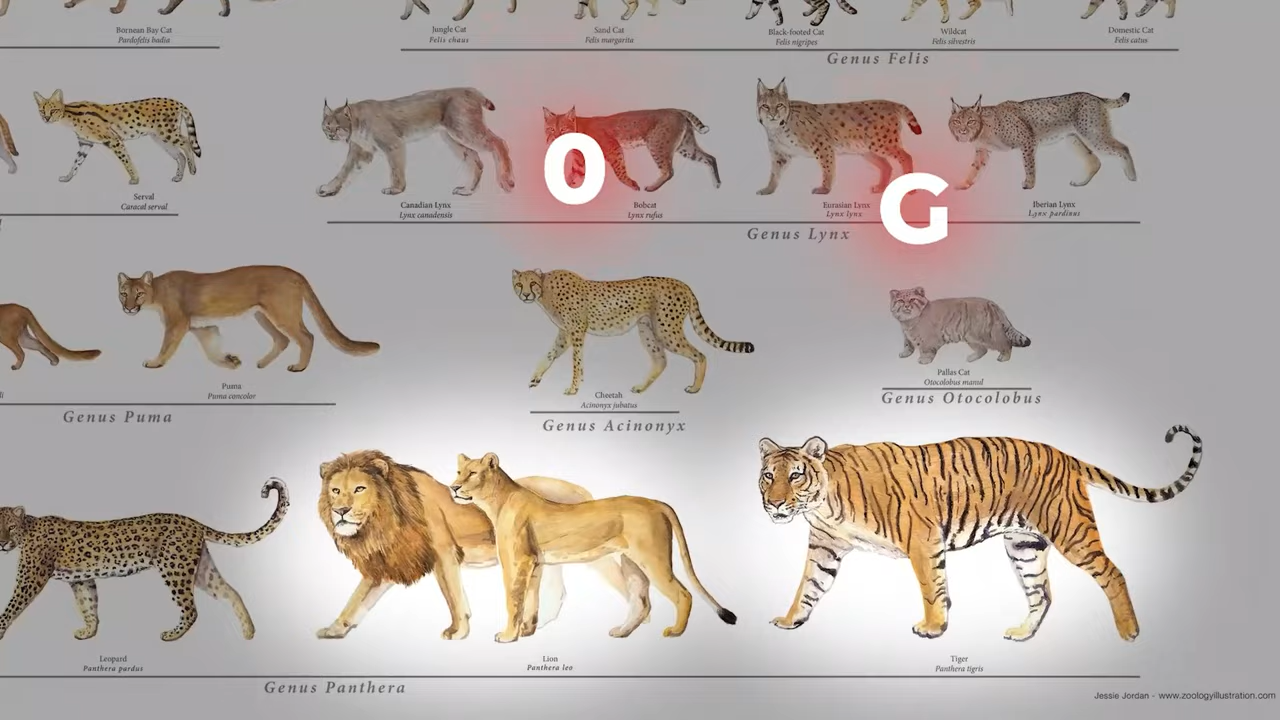 Bornean Bay Cat
Pardofelis badia
Jungle Cat
Felis chaus
Sand Cat
Felis margarita
Black-footed Cat
Felis nigripes
Wildcat
Felis silvestris
Domestic Cat
Felis catus
Genus Felis
Serval
Caracal serval
Canadian Lynx
Lynx canadensis
0
Bobcat
Lynx rufus
Eurasian Lynx
Lynx lynx
G
Iberian Lynx
Lynx pardinus
Genus Lynx
Puma
Puma concolor
Genus Puma
Cheetah
Acinonyx jubatus
Genus Acinonyx
Pallas Cat
Otocolobus manul
Genus Otocolobus
Leopard
Panthera pardus
Lion
Panthera leo
Tiger
Panthera tigris
Genus Panthera
Jessie Jordan - www.zoologyillustration.com